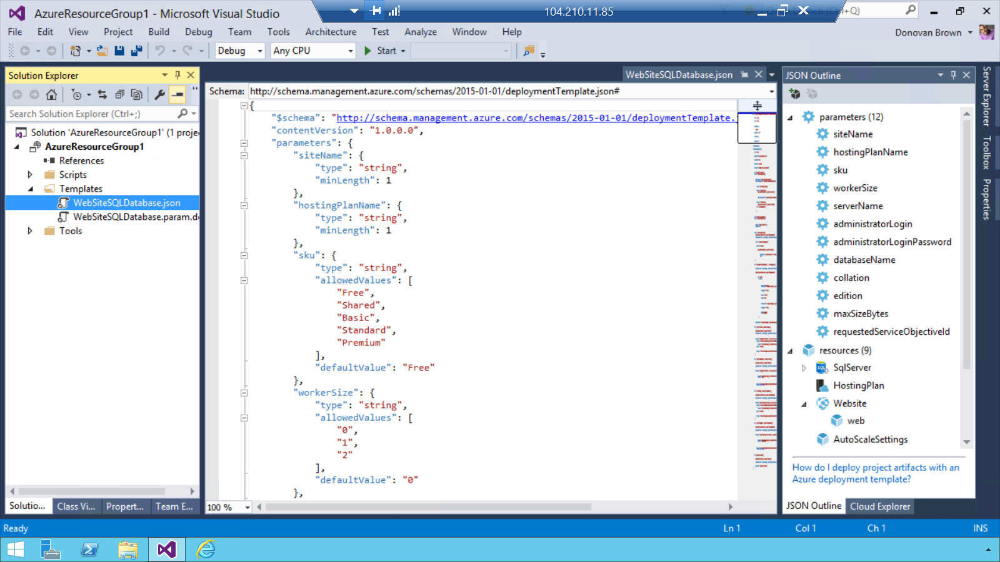 AzureResourceGroup1 - Microsoft Visual Studio
104.210.11.85
File Edit View Project Build Debug Team Tools Architecture Test Analyze Window Help
Donovan Brown
Debug Any CPU Start
Solution Explorer
Search Solution Explorer (Ctrl+;)
Solution 'AzureResourceGroup1' (1 proje
AzureResourceGroup1
References
Scripts
Templates
WebSiteSQLDatabase.json
WebSiteSQLDatabase.param.de
Tools
Solutio... Class Vi... Propert... Team E...
WebSiteSQLDatabase.json
Schema: http://schema.management.azure.com/schemas/2015-01-01/deploymentTemplate.json#
{
"$schema": "http://schema.management.azure.com/schemas/2015-01-01/deploymentTemplate.
"contentVersion": "1.0.0.0",
"parameters": {
"siteName": {
"type": "string",
"minLength": 1
},
"hostingPlanName": {
"type": "string",
"minLength": 1
},
"sku": {
"type": "string",
"allowedValues": [
"Free",
"Shared",
"Basic",
"Standard",
"Premium"
],
"defaultValue": "Free"
},
"workerSize": {
"type": "string",
"allowedValues": [
"0",
"1",
"2"
],
"defaultValue": "0"
},
100 %
JSON Outline
parameters (12)
siteName
hostingPlanName
sku
workerSize
serverName
administratorLogin
administratorLoginPassword
databaseName
collation
edition
maxSizeBytes
requestedServiceObjectiveId
resources (9)
SqlServer
HostingPlan
Website
web
AutoScaleSettings
How do I deploy project artifacts with an
Azure deployment template?
JSON Outline Cloud Explorer
Server Explorer
Toolbox
Properties
Ready Ln 1 Col 1 Ch 1 INS